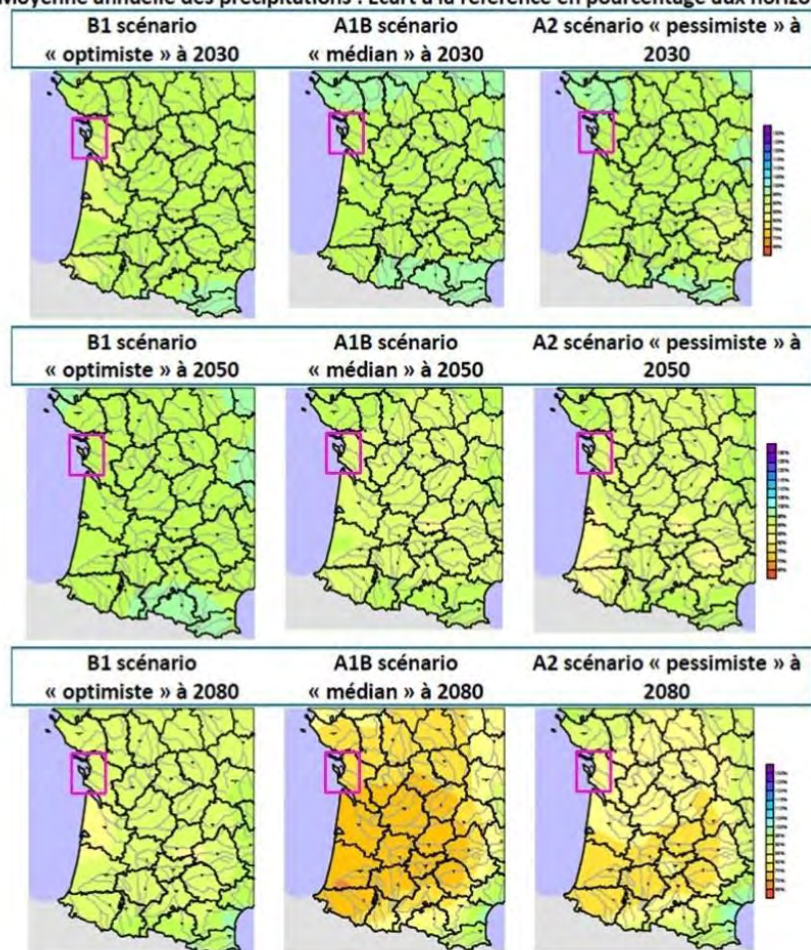 Moyenne annuelle des précipitations : Ecart à la référence en pourcentage aux horizo
B1 scénario
« optimiste » à 2030
A1B scénario
« médian » à 2030
A2 scénario « pessimiste » à
2030
B1 scénario
« optimiste » à 2050
A1B scénario
« médian » à 2050
A2 scénario « pessimiste » à
2050
B1 scénario
« optimiste » à 2080
A1B scénario
« médian » à 2080
A2 scénario « pessimiste » à
2080